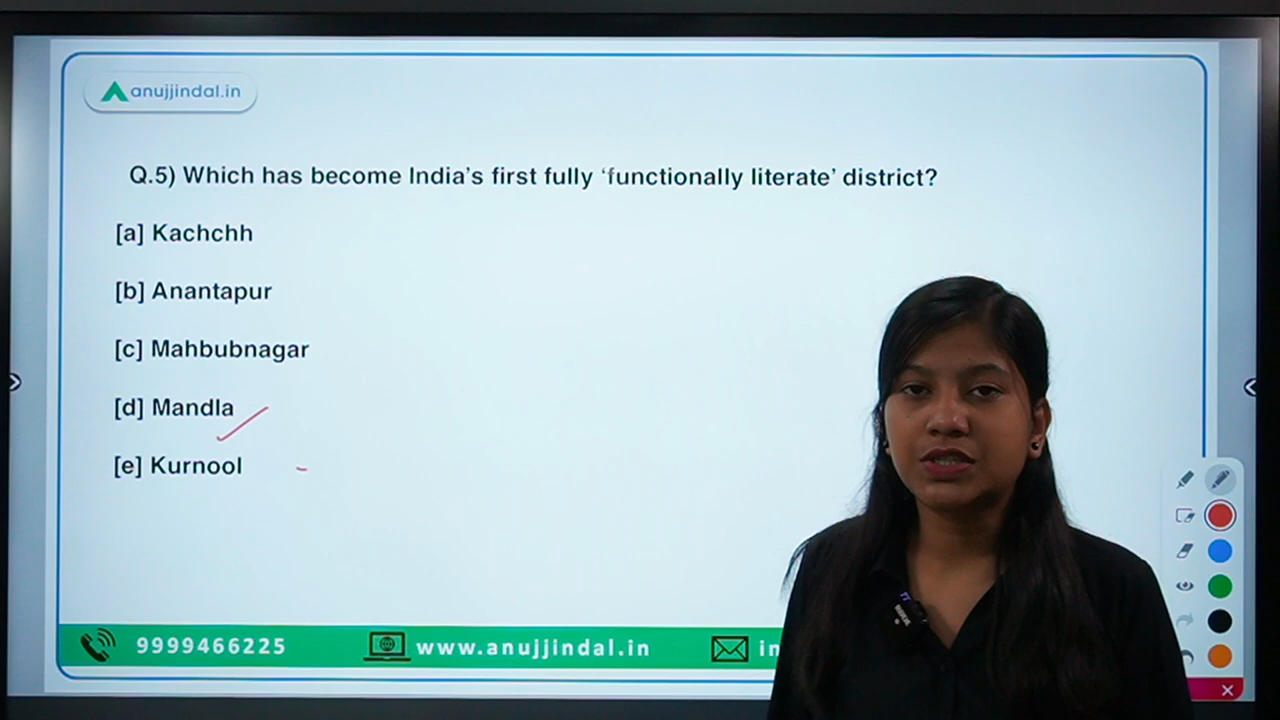 anujjindal.in
Q.5) Which has become India's first fully 'functionally literate' district?
[a] Kachchh
[b] Anantapur
[c] Mahbubnagar
[d] Mandla
[e] Kurnool
9999466225 www.anujjindal.in in